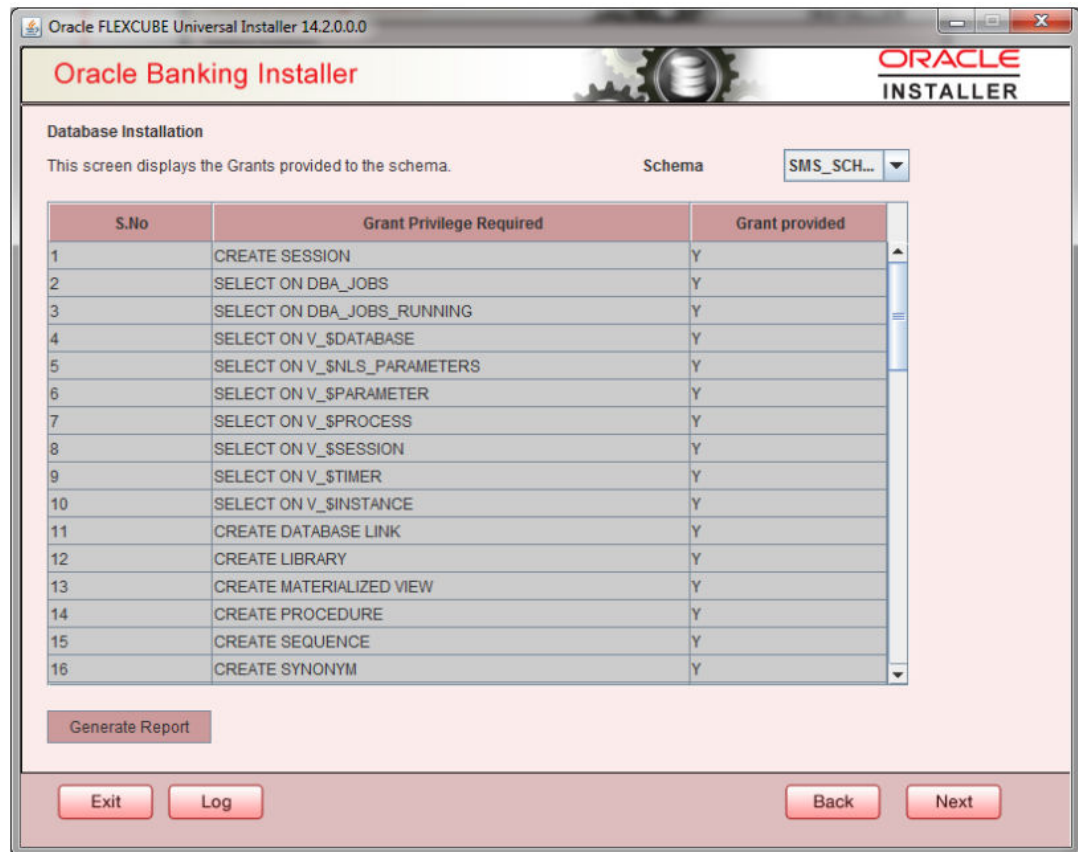 Oracle FLEXCUBE Universal Installer 14.2.0.0.0
Oracle Banking Installer
ORACLE
INSTALLER
Database Installation
This screen displays the Grants provided to the schema. Schema SMS_SCH...
S.No Grant Privilege Required Grant provided
1 CREATE SESSION Y
2 SELECT ON DBA_JOBS Y
3 SELECT ON DBA_JOBS_RUNNING Y
4 SELECT ON V_$DATABASE Y
5 SELECT ON V_$NLS_PARAMETERS Y
6 SELECT ON V_$PARAMETER Y
7 SELECT ON V_$PROCESS Y
8 SELECT ON V_$SESSION Y
9 SELECT ON V_$TIMER Y
10 SELECT ON V_$INSTANCE Y
11 CREATE DATABASE LINK Y
12 CREATE LIBRARY Y
13 CREATE MATERIALIZED VIEW Y
14 CREATE PROCEDURE Y
15 CREATE SEQUENCE Y
16 CREATE SYNONYM Y
Generate Report
Exit Log Back Next